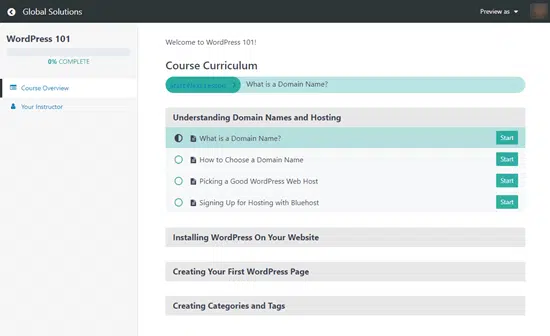 Global Solutions
Preview as
WordPress 101
0% COMPLETE
Course Overview
Your Instructor
Welcome to WordPress 101!
Course Curriculum
What is a Domain Name?
Understanding Domain Names and Hosting
What is a Domain Name?
Start
How to Choose a Domain Name
Start
Picking a Good WordPress Web Host
Start
Signing Up for Hosting with Bluehost
Start
Installing WordPress On Your Website
Creating Your First WordPress Page
Creating Categories and Tags